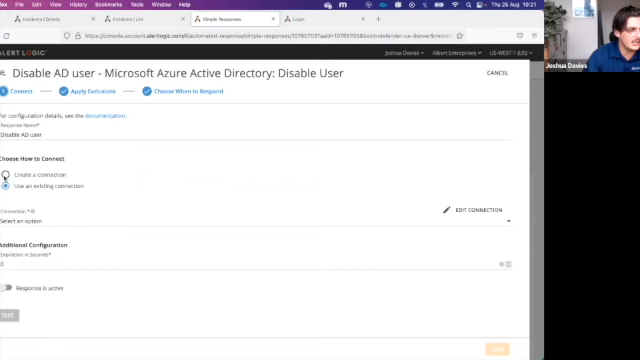 History Bookmarks Tools Window Help
Thu 26 Aug 10:21
Incidents | Details
Incidents | List
Simple Responses
Login
ALERT LOGIC
Joshua Davies
Albert Enterprises
US-WEST-1 (US)
Disable AD user - Microsoft Azure Active Directory: Disable User
CANCEL
1 Connect
Apply Exclusions
Choose When to Respond
For configuration details, see the documentation.
Response Name*
Disable AD user
Choose How to Connect
Create a connection
Use an existing connection
Connection *
Select an option
EDIT CONNECTION
Additional Configuration
Expiration in Seconds*
0
Response is active
TEST
Joshua Davies